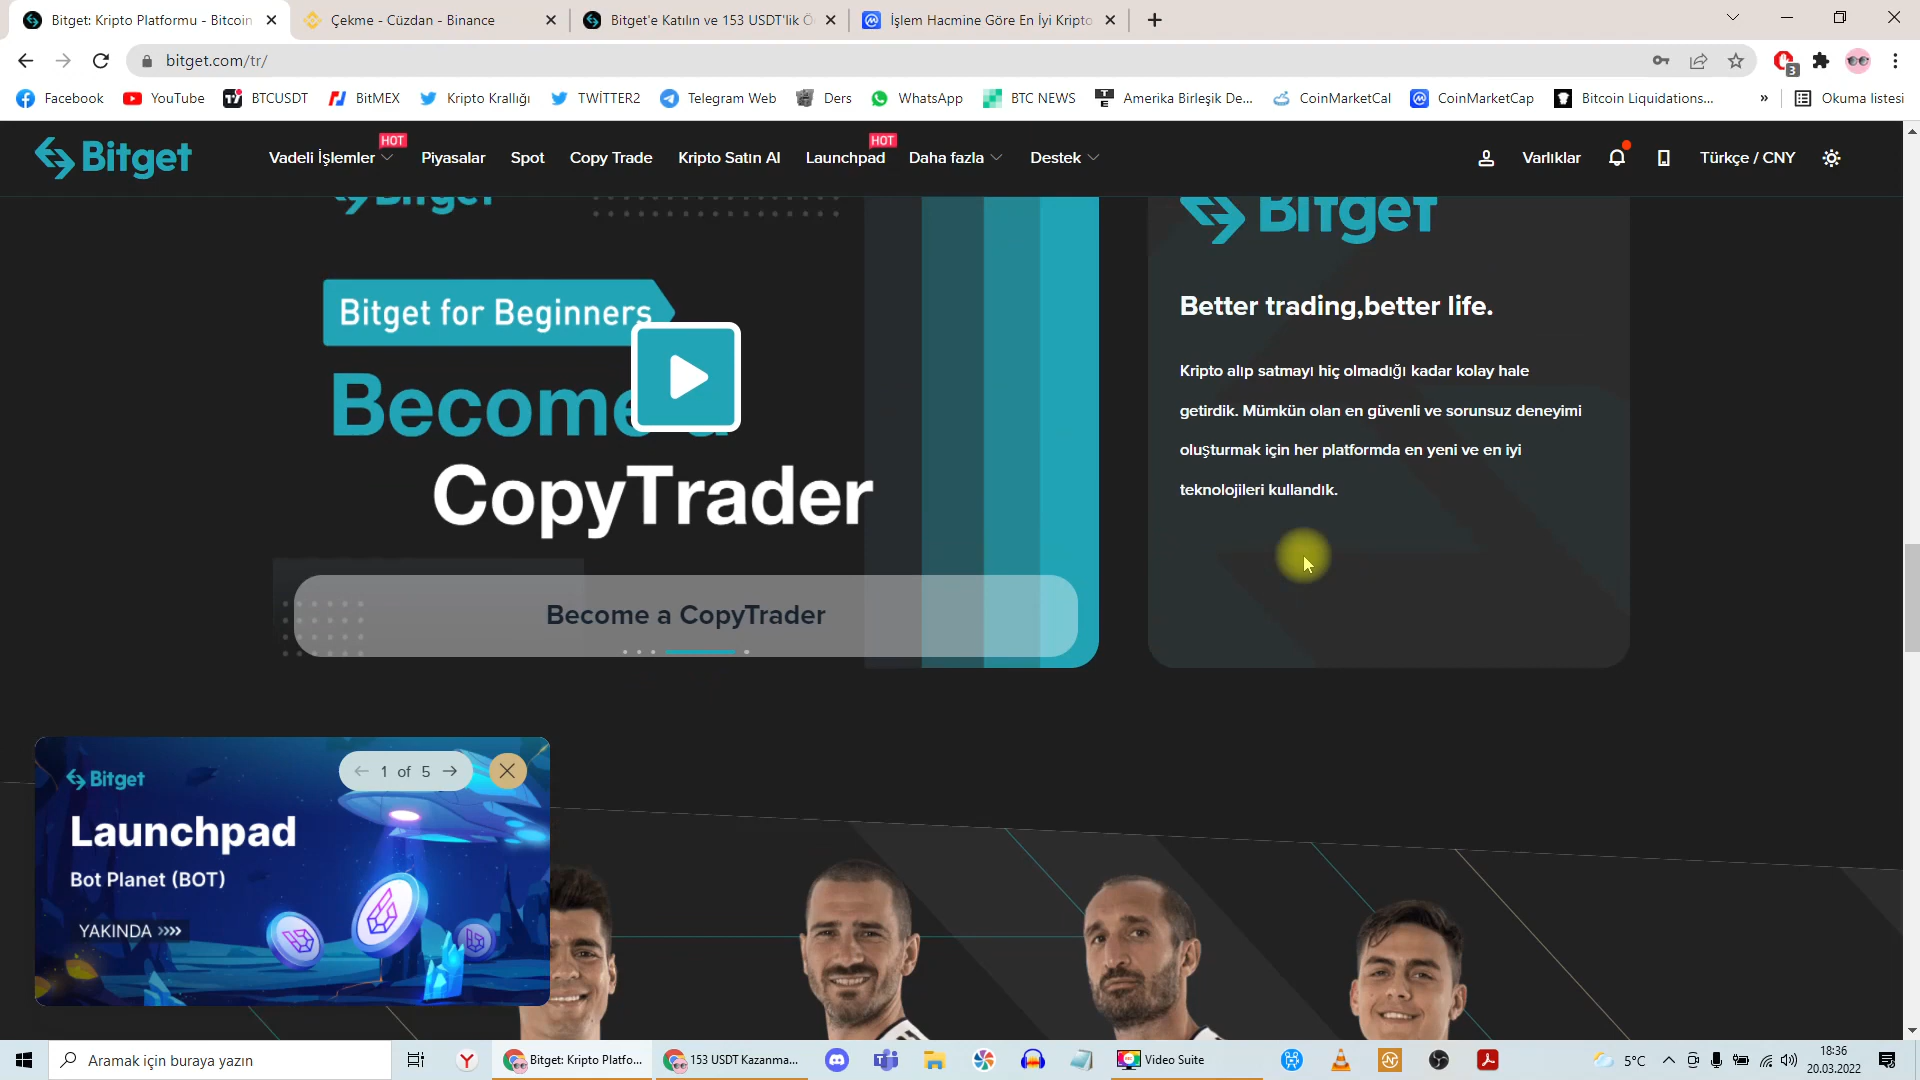 Bitget: Kripto Platformu - Bitcoin
Çekme - Cüzdan - Binance
Bitget'e Katılın ve 153 USDT'lik
İşlem Hacmine Göre En İyi Kripto
bitget.com/tr/
3
Facebook
YouTube
BTCUSDT
BitMEX
Kripto Krallığı
TWİTTER2
Telegram Web
Ders
WhatsApp
BTC NEWS
Amerika Birleşik De...
CoinMarketCal
CoinMarketCap
Bitcoin Liquidations...
»
Okuma listesi
Bitget
Vadeli İşlemler
HOT
Piyasalar
Spot
Copy Trade
Kripto Satın Al
Launchpad
HOT
Daha fazla
Destek
Varlıklar
Türkçe / CNY
Bitget
Bitget for Beginners
Become a
CopyTrader
Become a CopyTrader
Bitget
Better trading,better life.
Kripto alıp satmayı hiç olmadığı kadar kolay hale
getirdik. Mümkün olan en güvenli ve sorunsuz deneyimi
oluşturmak için her platformda en yeni ve en iyi
teknolojileri kullandık.
Bitget
1 of 5
Launchpad
Bot Planet (BOT)
YAKINDA »»
Aramak için buraya yazın
Bitget: Kripto Platfo...
153 USDT Kazanma...
Video Suite
5°C
18:36
20.03.2022